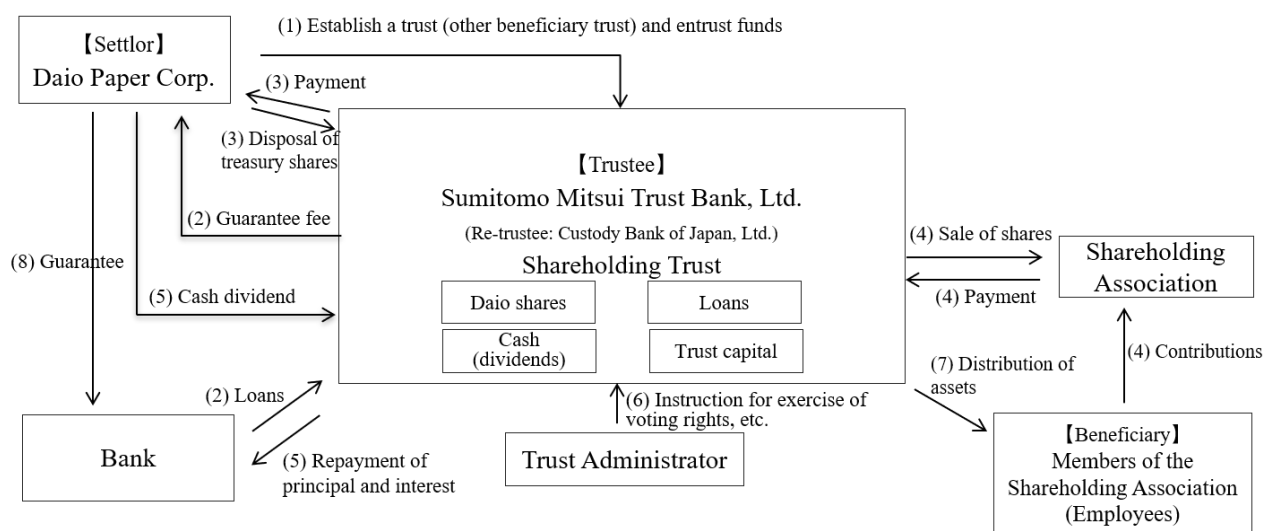 (1) Establish a trust (other beneficiary trust) and entrust funds
【Settlor】
Daio Paper Corp.
(3) Payment
(3) Disposal of
treasury shares
【Trustee】
Sumitomo Mitsui Trust Bank, Ltd.
(Re-trustee: Custody Bank of Japan, Ltd.)
Shareholding Trust
Daio shares
Loans
Cash
(dividends)
Trust capital
(2) Guarantee fee
(8) Guarantee
(5) Cash dividend
(4) Sale of shares
(4) Payment
Shareholding
Association
(4) Contributions
(7) Distribution of
assets
(2) Loans
(6) Instruction for exercise of
voting rights, etc.
Bank
(5) Repayment of
principal and interest
Trust Administrator
【Beneficiary】
Members of the
Shareholding Association
(Employees)